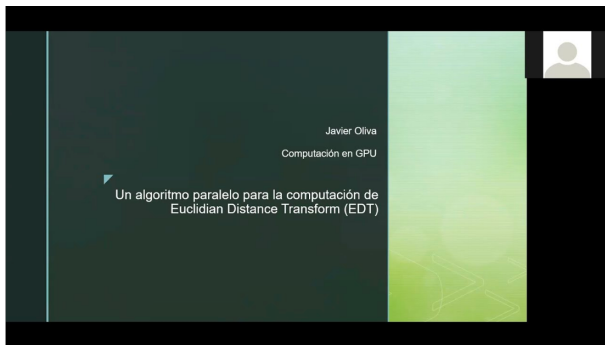 Javier Oliva
Computación en GPU
Un algoritmo paralelo para la computación de
Euclidian Distance Transform (EDT)